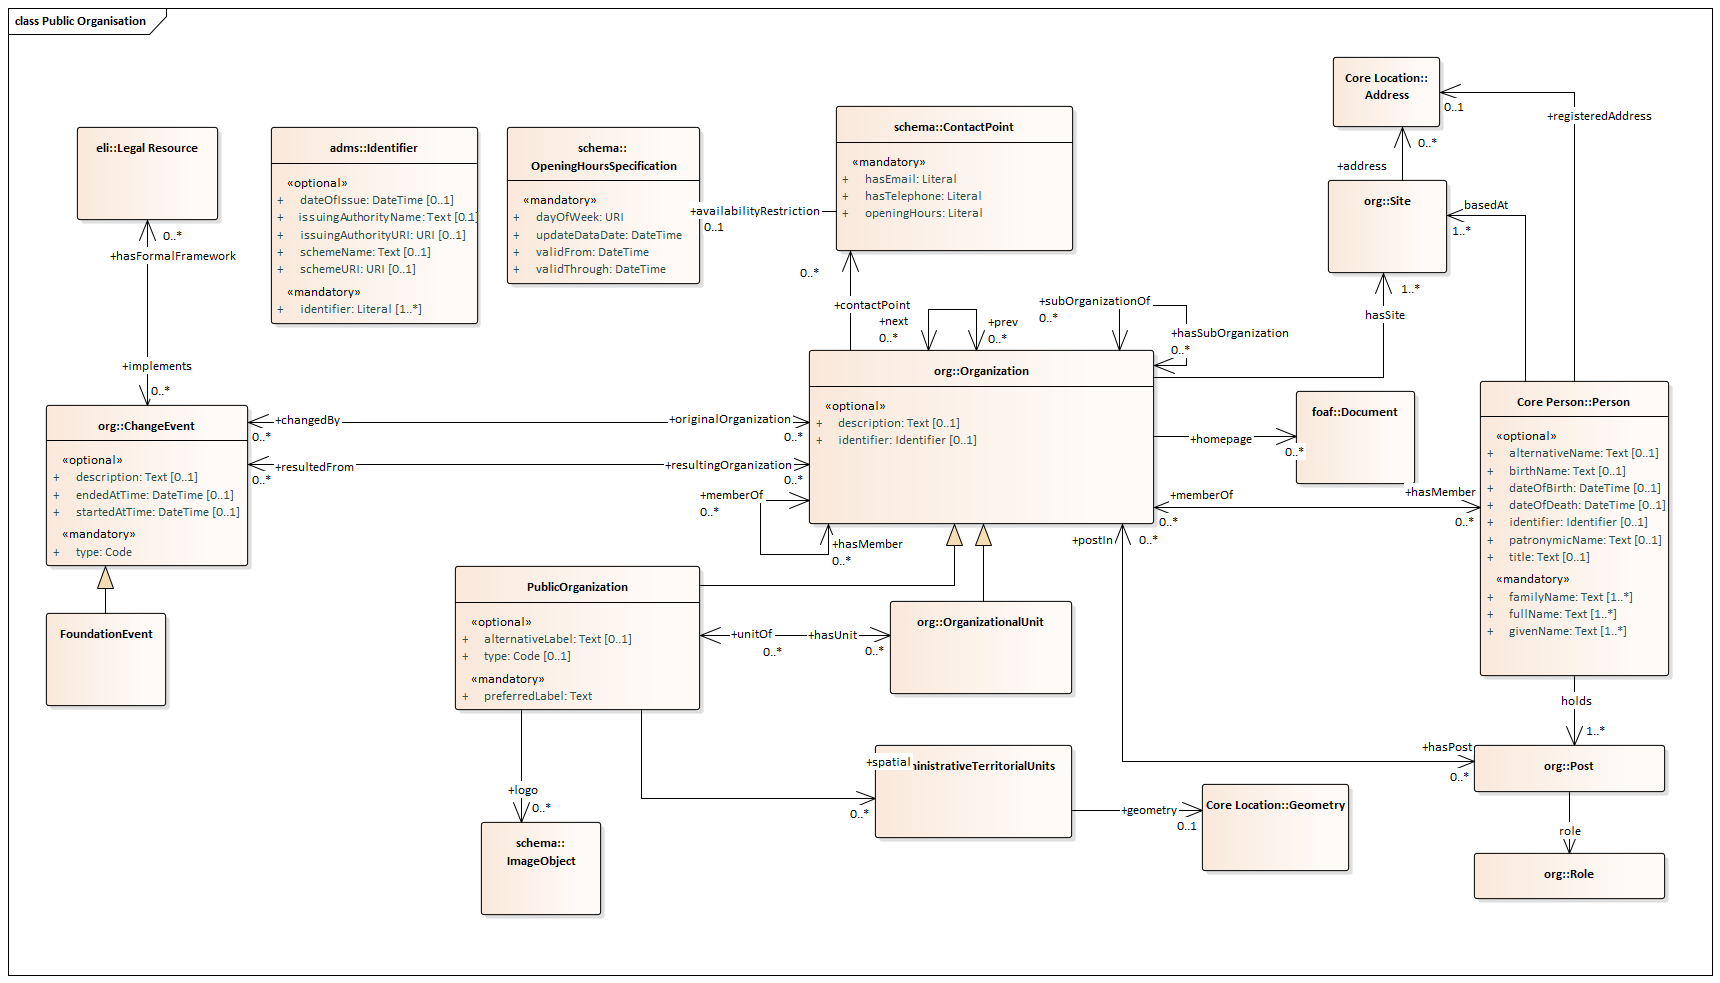 class Public Organisation
Core Location::
Address
0..1
+registeredAddress
0..*
+address
eli::Legal Resource
0..*
+hasFormalFramework
+implements
0..*
adms::Identifier
«optional»
+ dateOfIssue: DateTime [0..1]
+ issuingAuthorityName: Text [0..1]
+ issuingAuthorityURI: URI [0..1]
+ schemeName: Text [0..1]
+ schemeURI: URI [0..1]
«mandatory»
+ identifier: Literal [1..*]
schema::
OpeningHoursSpecification
«mandatory»
+ dayOfWeek: URI
+ updateDataDate: DateTime
+ validFrom: DateTime
+ validThrough: DateTime
+availabilityRestriction
0..1
schema::ContactPoint
«mandatory»
+ hasEmail: Literal
+ hasTelephone: Literal
+ openingHours: Literal
0..*
+contactPoint
org::Site
basedAt
1..*
1..*
hasSite
+next
0..*
+prev
0..*
+subOrganizationOf
0..*
+hasSubOrganization
0..*
org::Organization
«optional»
+ description: Text [0..1]
+ identifier: Identifier [0..1]
foaf::Document
+homepage
0..*
Core Person::Person
«optional»
+ alternativeName: Text [0..1]
+ birthName: Text [0..1]
+ dateOfBirth: DateTime [0..1]
+ dateOfDeath: DateTime [0..1]
+ identifier: Identifier [0..1]
+ patronymicName: Text [0..1]
+ title: Text [0..1]
«mandatory»
+ familyName: Text [1..*]
+ fullName: Text [1..*]
+ givenName: Text [1..*]
+memberOf
0..*
+hasMember
0..*
org::ChangeEvent
«optional»
+ description: Text [0..1]
+ endedAtTime: DateTime [0..1]
+ startedAtTime: DateTime [0..1]
«mandatory»
+ type: Code
+changedBy
0..*
+originalOrganization
0..*
+resultedFrom
0..*
+resultingOrganization
0..*
+memberOf
0..*
+hasMember
0..*
+postIn
0..*
FoundationEvent
PublicOrganization
«optional»
+ alternativeLabel: Text [0..1]
+ type: Code [0..1]
«mandatory»
+ preferredLabel: Text
+unitOf
0..*
+hasUnit
0..*
org::OrganizationalUnit
holds
1..*
+hasPost
0..*
org::Post
role
org::Role
+spatial
0..*
ministrativeTerritorialUnits
+geometry
0..1
Core Location::Geometry
+logo
0..*
schema::
ImageObject